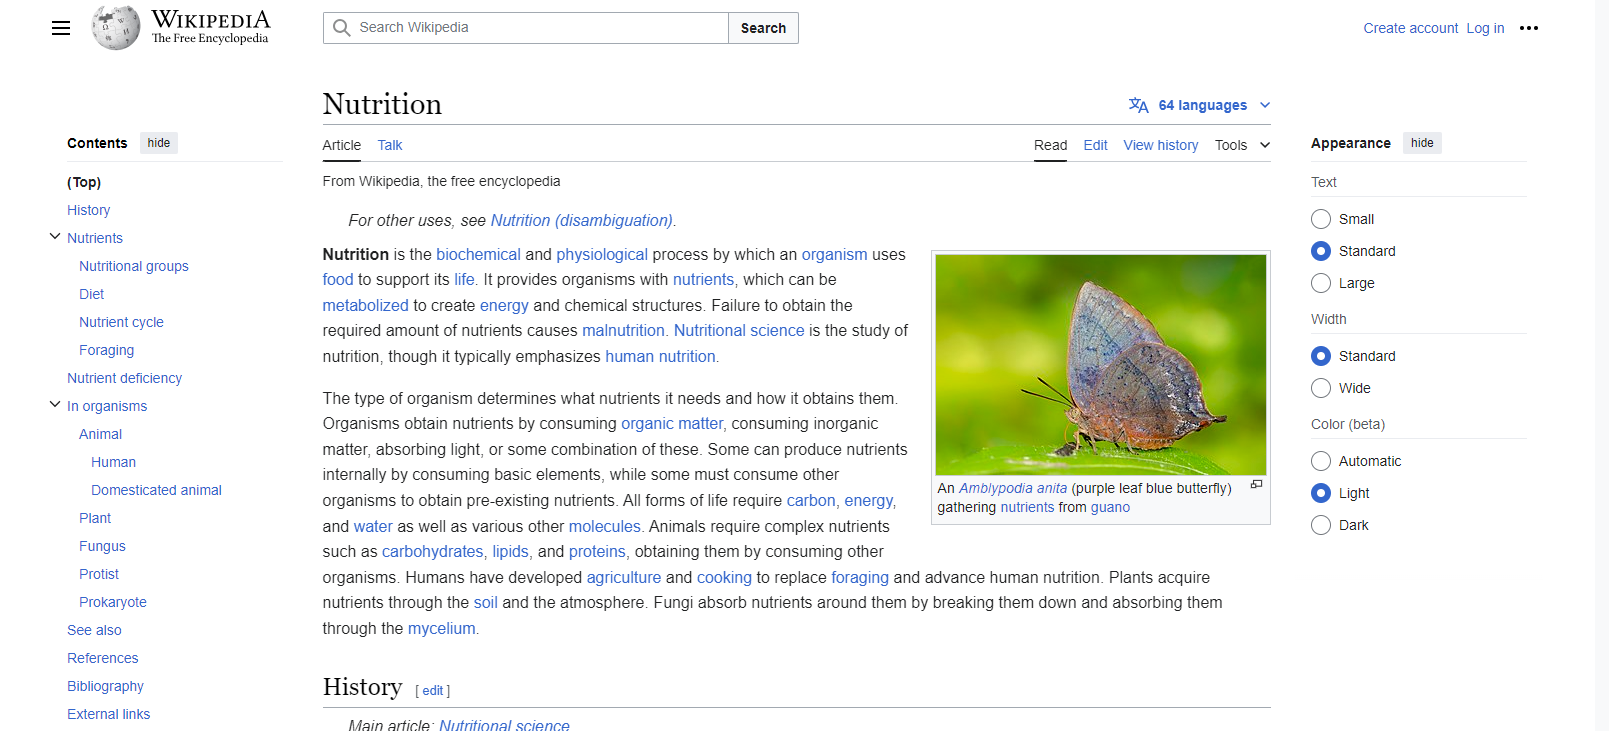 WIKIPEDIA
The Free Encyclopedia
Search Wikipedia
Search
Create account Log in
Contents hide
(Top)
History
Nutrients
Nutritional groups
Diet
Nutrient cycle
Foraging
Nutrient deficiency
In organisms
Animal
Human
Domesticated animal
Plant
Fungus
Protist
Prokaryote
See also
References
Bibliography
External links
Nutrition
64 languages
Article Talk
Read Edit View history Tools
From Wikipedia, the free encyclopedia
For other uses, see Nutrition (disambiguation).
Nutrition is the biochemical and physiological process by which an organism uses
food to support its life. It provides organisms with nutrients, which can be
metabolized to create energy and chemical structures. Failure to obtain the
required amount of nutrients causes malnutrition. Nutritional science is the study of
nutrition, though it typically emphasizes human nutrition.
The type of organism determines what nutrients it needs and how it obtains them.
Organisms obtain nutrients by consuming organic matter, consuming inorganic
matter, absorbing light, or some combination of these. Some can produce nutrients
internally by consuming basic elements, while some must consume other
organisms to obtain pre-existing nutrients. All forms of life require carbon, energy,
and water as well as various other molecules. Animals require complex nutrients
such as carbohydrates, lipids, and proteins, obtaining them by consuming other
organisms. Humans have developed agriculture and cooking to replace foraging and advance human nutrition. Plants acquire
nutrients through the soil and the atmosphere. Fungi absorb nutrients around them by breaking them down and absorbing them
through the mycelium.
An Amblypodia anita (purple leaf blue butterfly)
gathering nutrients from guano
History [ edit ]
Main article: Nutritional science
Appearance hide
Text
Small
Standard
Large
Width
Standard
Wide
Color (beta)
Automatic
Light
Dark